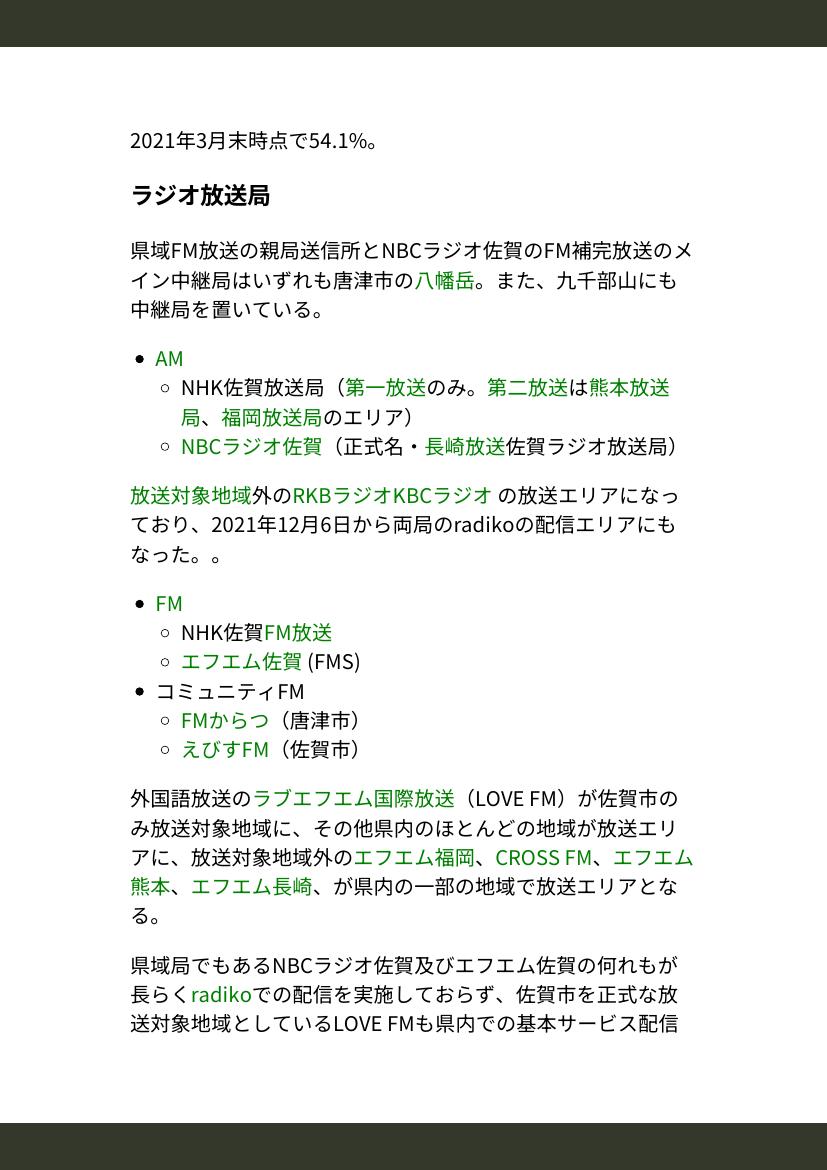 2021年3月末時点で54.1%。
ラジオ放送局
県域FM放送の親局送信所とNBCラジオ佐賀のFM補完放送のメ
イン中継局はいずれも唐津市の八幡岳。また、九千部山にも
中継局を置いている。
• AM
◦ NHK佐賀放送局（第一放送のみ。第二放送は熊本放送
局、福岡放送局のエリア）
◦ NBCラジオ佐賀（正式名・長崎放送佐賀ラジオ放送局）
放送対象地域外のRKBラジオKBCラジオ の放送エリアになっ
ており、2021年12月6日から両局のradikoの配信エリアにも
なった。。
• FM
◦ NHK佐賀FM放送
◦ エフエム佐賀 (FMS)
• コミュニティFM
◦ FMからつ（唐津市）
◦ えびすFM（佐賀市）
外国語放送のラブエフエム国際放送（LOVE FM）が佐賀市の
み放送対象地域に、その他県内のほとんどの地域が放送エリ
アに、放送対象地域外のエフエム福岡、CROSS FM、エフエム
熊本、エフエム長崎、が県内の一部の地域で放送エリアとな
る。
県域局でもあるNBCラジオ佐賀及びエフエム佐賀の何れもが
長らくradikoでの配信を実施しておらず、佐賀市を正式な放
送対象地域としているLOVE FMも県内での基本サービス配信